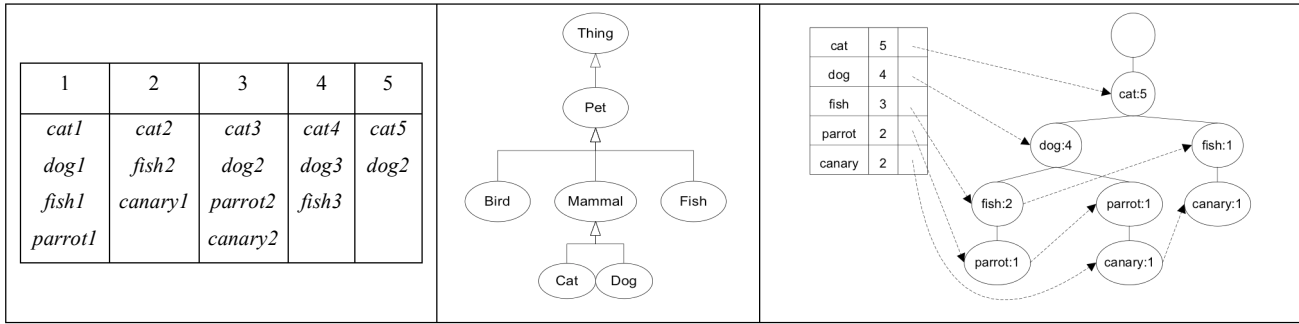 1 2 3 4 5
cat1 cat2 cat3 cat4 cat5
dog1 fish2 dog2 dog3 dog2
fish1 canary1 parrot2 fish3
parrot1 canary2
Thing
Pet
Bird Mammal Fish
Cat Dog
cat 5
dog 4
fish 3
parrot 2
canary 2
cat:5
dog:4 fish:1
fish:2 parrot:1 canary:1
parrot:1 canary:1